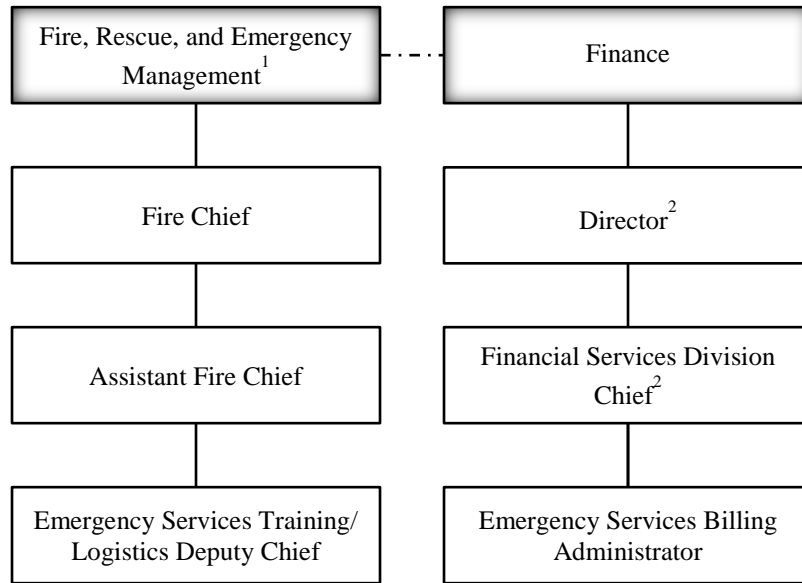 Fire, Rescue, and Emergency
Management1
Finance
Fire Chief
Director2
Assistant Fire Chief
Financial Services Division
Chief2
Emergency Services Training/
Logistics Deputy Chief
Emergency Services Billing
Administrator